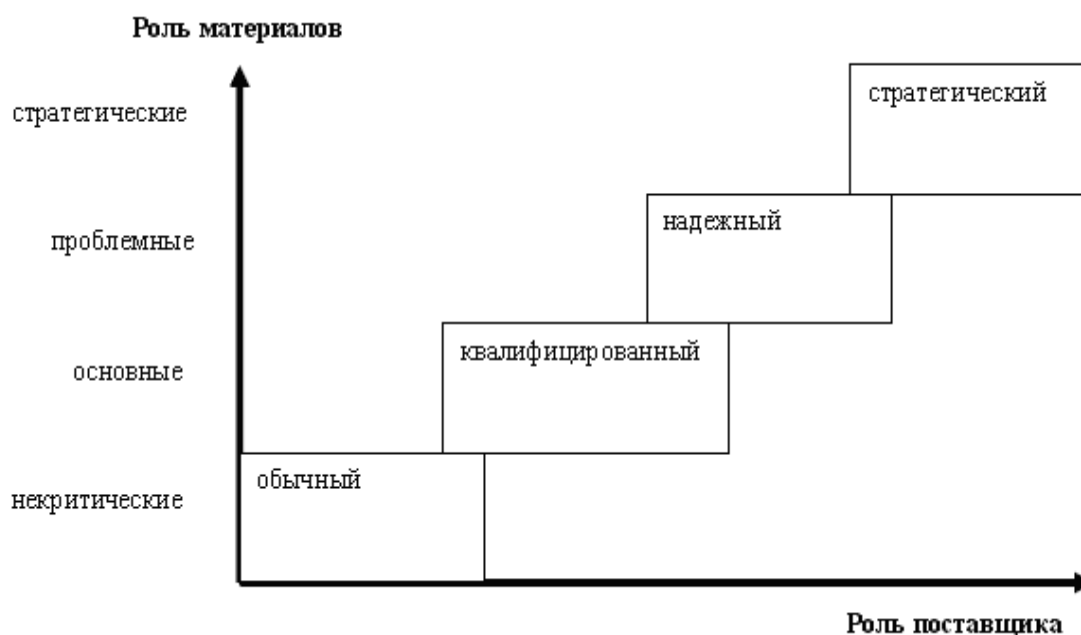 Роль материалов
стратегические
стратегический
проблемные
надежный
основные
квалифицированный
некритические
обычный
Роль поставщика